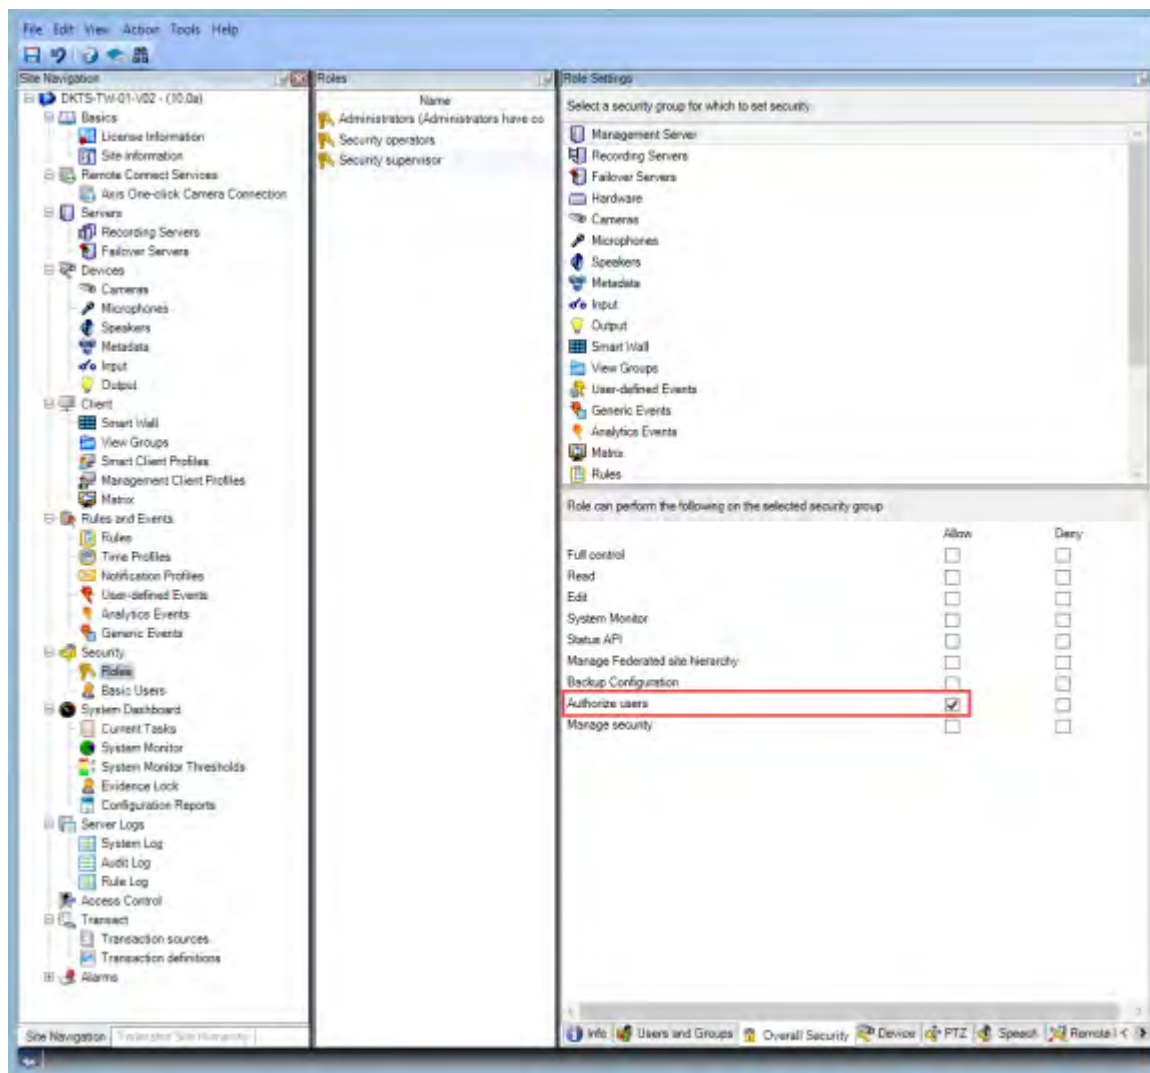 File Edit View Action Tools Help
Site Navigation
DKTS-TW-01-V02 - (10.0a)
Basics
License Information
Site Information
Remote Connect Services
Axis One-click Camera Connection
Servers
Recording Servers
Failover Servers
Devices
Cameras
Microphones
Speakers
Metadata
Input
Output
Client
Smart Wall
View Groups
Smart Client Profiles
Management Client Profiles
Matrix
Rules and Events
Rules
Time Profiles
Notification Profiles
User-defined Events
Analytics Events
Generic Events
Security
Roles
Basic Users
System Dashboard
Current Tasks
System Monitor
System Monitor Thresholds
Evidence Lock
Configuration Reports
Server Logs
System Log
Audit Log
Rule Log
Access Control
Transact
Transaction sources
Transaction definitions
Alarms
Site Navigation Federated Site Hierarchy
Roles
Name
Administrators (Administrators have co
Security operators
Security supervisor
Role Settings
Select a security group for which to set security
Management Server
Recording Servers
Failover Servers
Hardware
Cameras
Microphones
Speakers
Metadata
Input
Output
Smart Wall
View Groups
User-defined Events
Generic Events
Analytics Events
Matrix
Rules
Role can perform the following on the selected security group
Allow Deny
Full control
Read
Edit
System Monitor
Status API
Manage Federated site hierarchy
Backup Configuration
Authorize users
Manage security
Info Users and Groups Overall Security Device PTZ Speech Remote